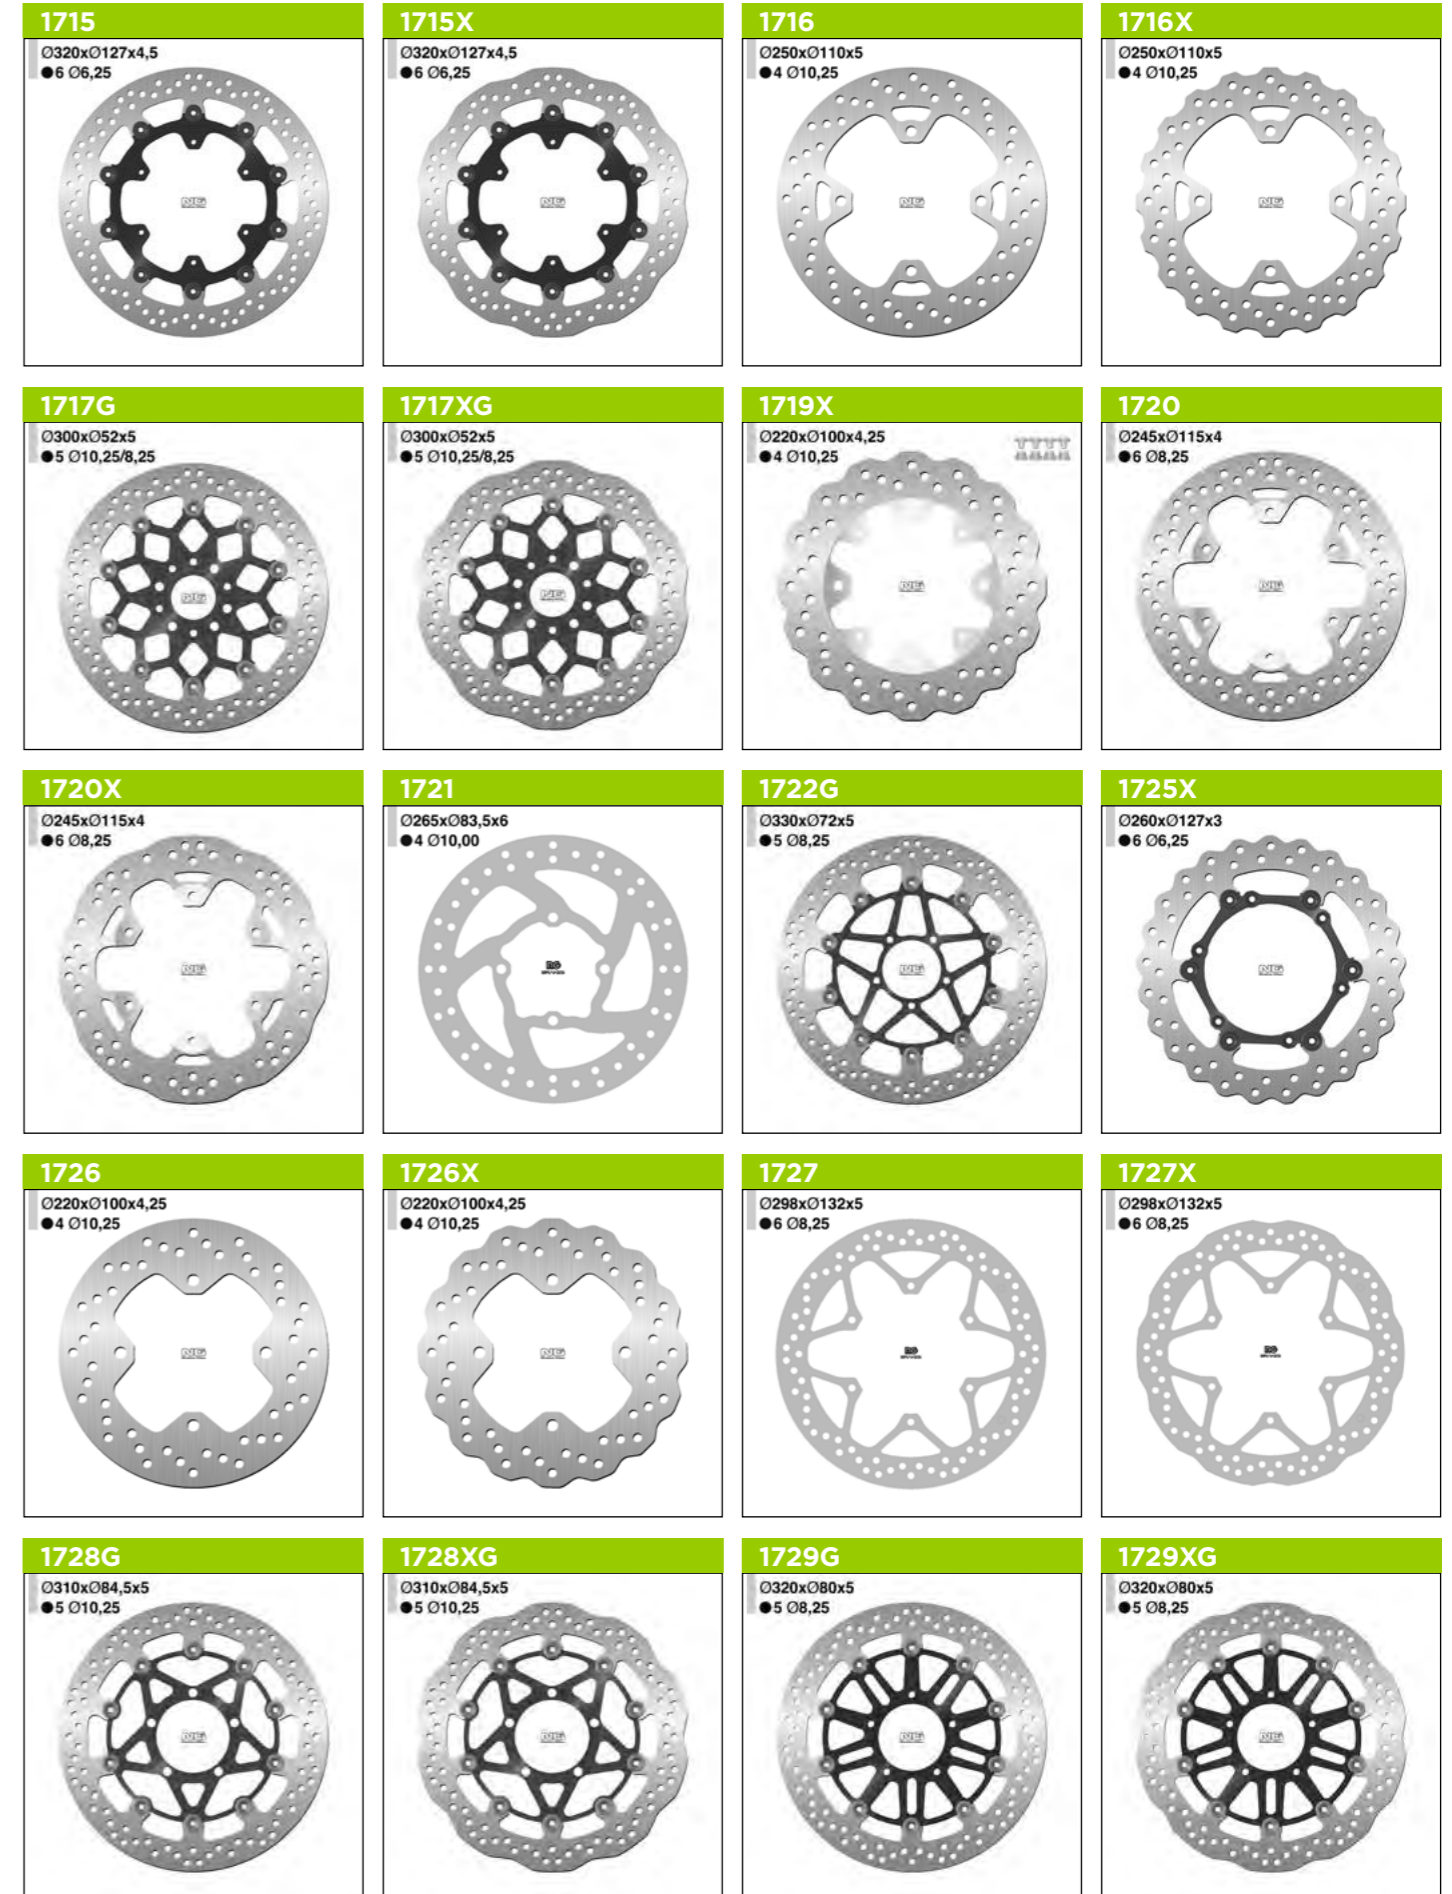 1715
Ø320xØ127x4,5
●6 Ø6,25
1715X
Ø320xØ127x4,5
●6 Ø6,25
1716
Ø250xØ110x5
●4 Ø10,25
1716X
Ø250xØ110x5
●4 Ø10,25
1717G
Ø300xØ52x5
●5 Ø10,25/8,25
1717XG
Ø300xØ52x5
●5 Ø10,25/8,25
1719X
Ø220xØ100x4,25
●4 Ø10,25
1720
Ø245xØ115x4
●6 Ø8,25
1720X
Ø245xØ115x4
●6 Ø8,25
1721
Ø265xØ83,5x6
●4 Ø10,00
1722G
Ø330xØ72x5
●5 Ø8,25
1725X
Ø260xØ127x3
●6 Ø6,25
1726
Ø220xØ100x4,25
●4 Ø10,25
1726X
Ø220xØ100x4,25
●4 Ø10,25
1727
Ø298xØ132x5
●6 Ø8,25
1727X
Ø298xØ132x5
●6 Ø8,25
1728G
Ø310xØ84,5x5
●5 Ø10,25
1728XG
Ø310xØ84,5x5
●5 Ø10,25
1729G
Ø320xØ80x5
●5 Ø8,25
1729XG
Ø320xØ80x5
●5 Ø8,25